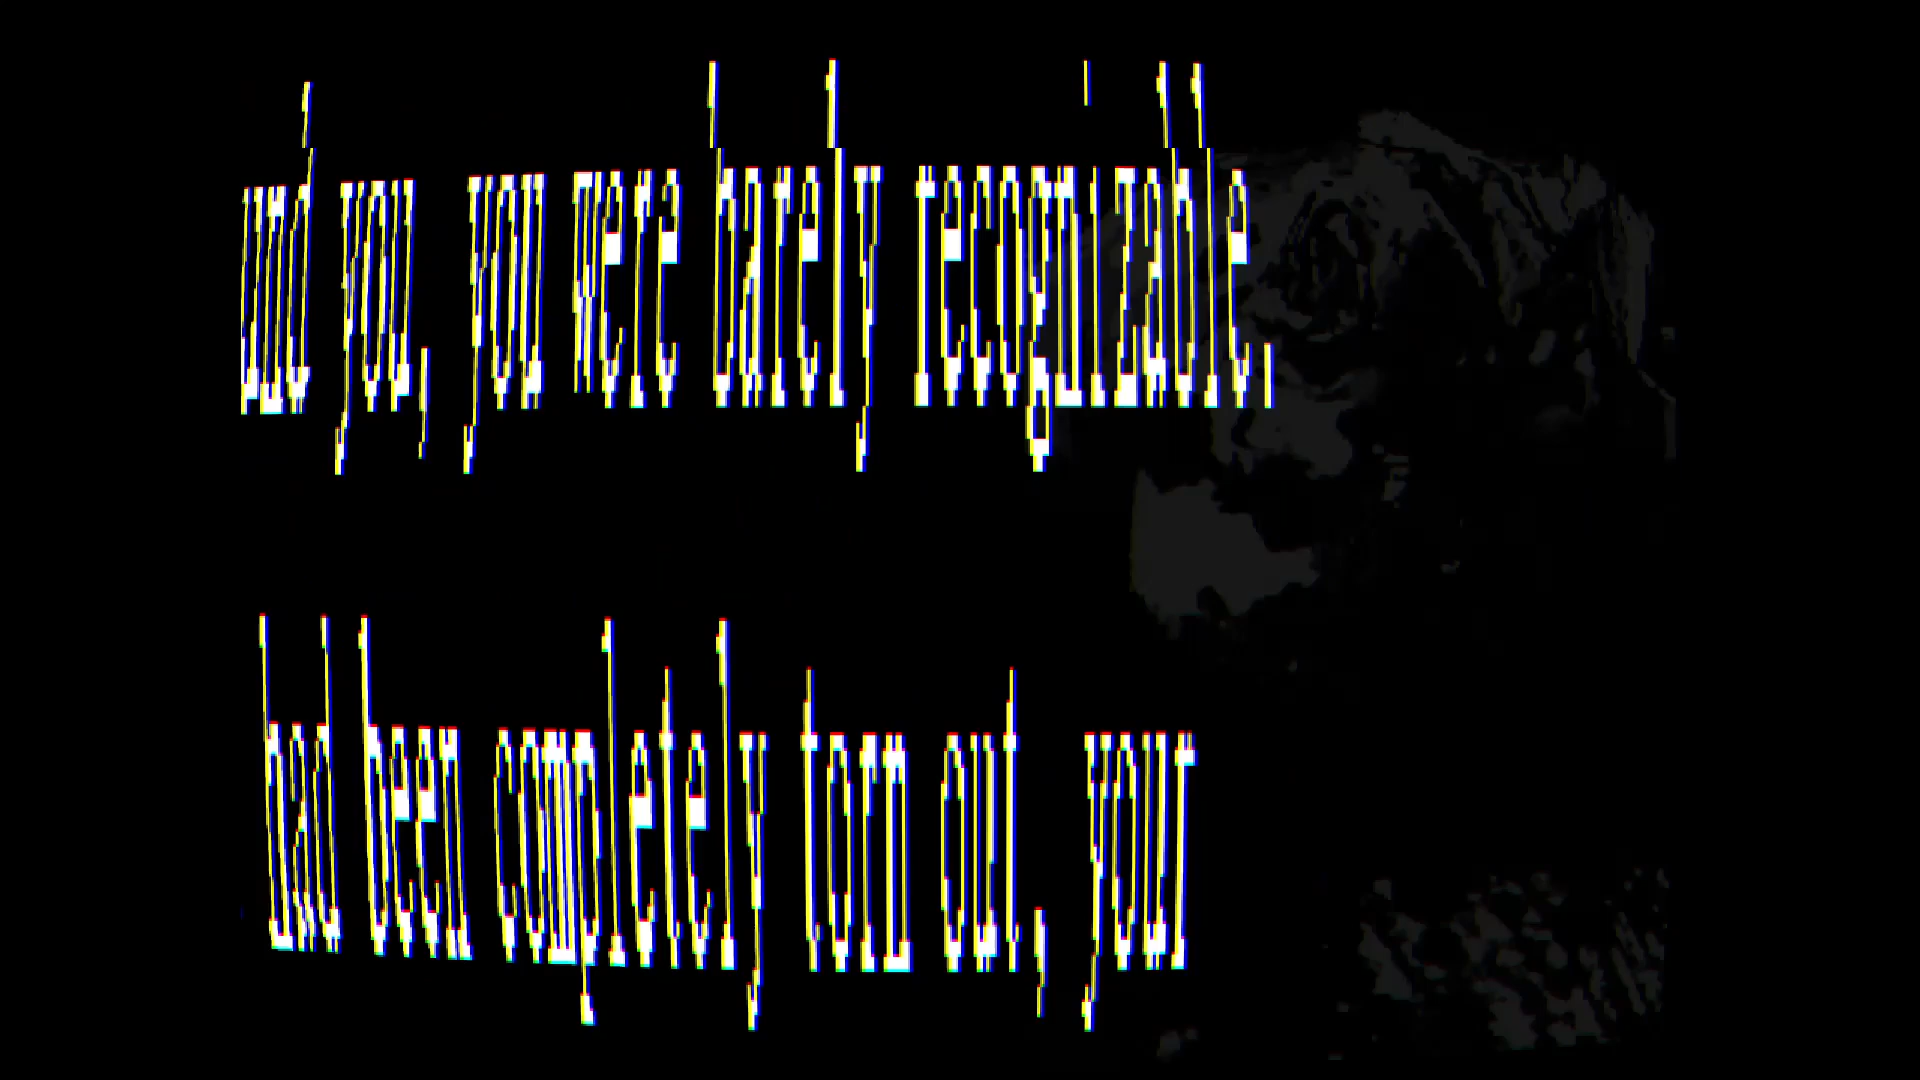 and you, you were barely recognizable,
had been completely torn out, your